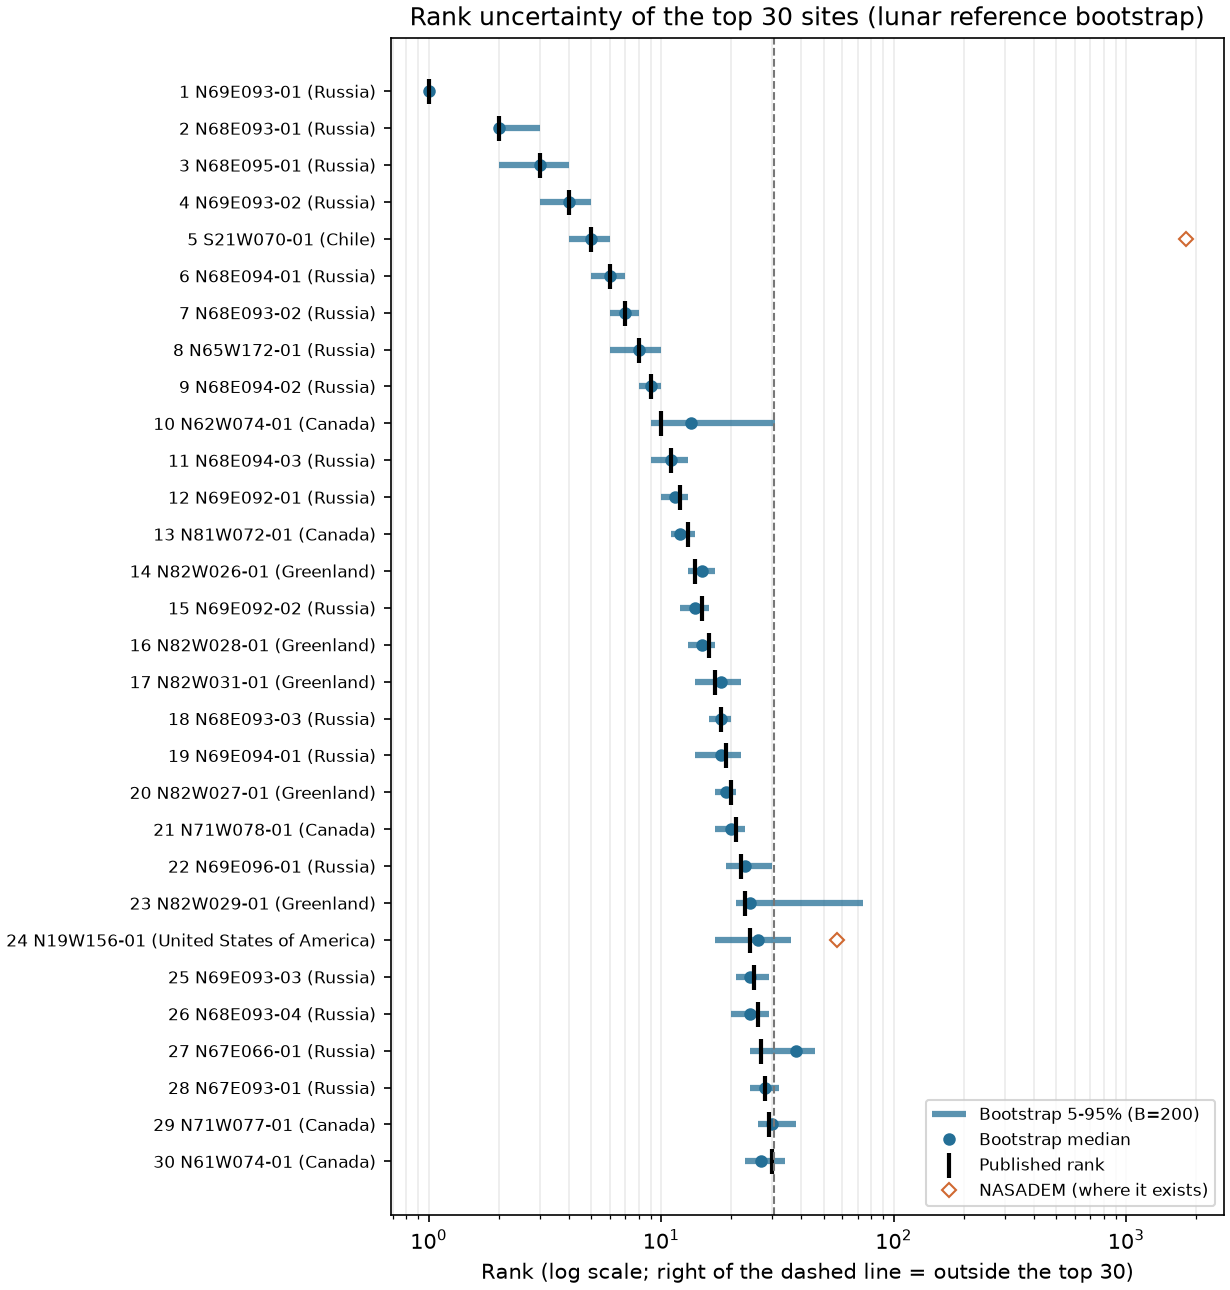 Rank uncertainty of the top 30 sites (lunar reference bootstrap)
1 N69E093-01 (Russia)
2 N68E093-01 (Russia)
3 N68E095-01 (Russia)
4 N69E093-02 (Russia)
5 S21W070-01 (Chile)
6 N68E094-01 (Russia)
7 N68E093-02 (Russia)
8 N65W172-01 (Russia)
9 N68E094-02 (Russia)
10 N62W074-01 (Canada)
11 N68E094-03 (Russia)
12 N69E092-01 (Russia)
13 N81W072-01 (Canada)
14 N82W026-01 (Greenland)
15 N69E092-02 (Russia)
16 N82W028-01 (Greenland)
17 N82W031-01 (Greenland)
18 N68E093-03 (Russia)
19 N69E094-01 (Russia)
20 N82W027-01 (Greenland)
21 N71W078-01 (Canada)
22 N69E096-01 (Russia)
23 N82W029-01 (Greenland)
24 N19W156-01 (United States of America)
25 N69E093-03 (Russia)
26 N68E093-04 (Russia)
27 N67E066-01 (Russia)
28 N67E093-01 (Russia)
29 N71W077-01 (Canada)
30 N61W074-01 (Canada)
Bootstrap 5-95% (B=200)
Bootstrap median
Published rank
NASADEM (where it exists)
10⁰ 10¹ 10² 10³
Rank (log scale; right of the dashed line = outside the top 30)